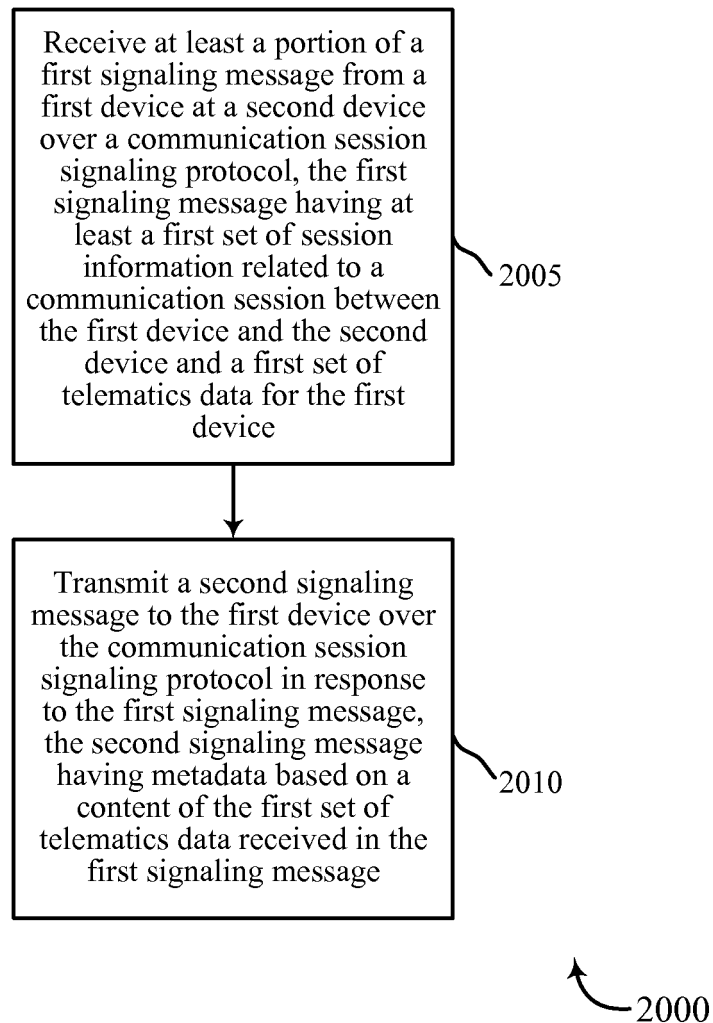 Receive at least a portion of a
first signaling message from a
first device at a second device
over a communication session
signaling protocol, the first
signaling message having at
least a first set of session
information related to a
communication session between
the first device and the second
device and a first set of
telematics data for the first
device
2005
Transmit a second signaling
message to the first device over
the communication session
signaling protocol in response
to the first signaling message,
the second signaling message
having metadata based on a
content of the first set of
telematics data received in the
first signaling message
2010
2000